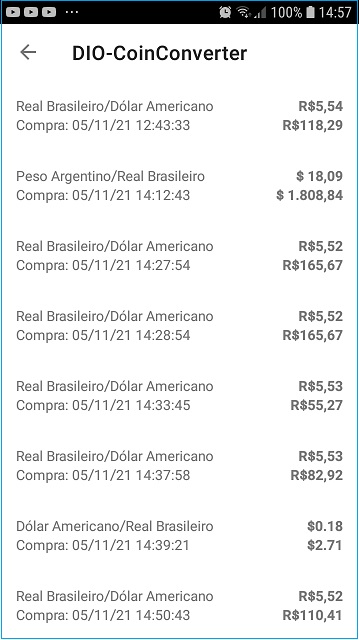 100% 14:57
DIO-CoinConverter
Real Brasileiro/Dólar Americano R$5,54
Compra: 05/11/21 12:43:33 R$118,29
Peso Argentino/Real Brasileiro $ 18,09
Compra: 05/11/21 14:12:43 $ 1.808,84
Real Brasileiro/Dólar Americano R$5,52
Compra: 05/11/21 14:27:54 R$165,67
Real Brasileiro/Dólar Americano R$5,52
Compra: 05/11/21 14:28:54 R$165,67
Real Brasileiro/Dólar Americano R$5,53
Compra: 05/11/21 14:33:45 R$55,27
Real Brasileiro/Dólar Americano R$5,53
Compra: 05/11/21 14:37:58 R$82,92
Dólar Americano/Real Brasileiro $0.18
Compra: 05/11/21 14:39:21 $2.71
Real Brasileiro/Dólar Americano R$5,52
Compra: 05/11/21 14:50:43 R$110,41